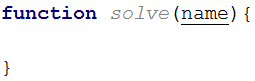 function solve(name){
}